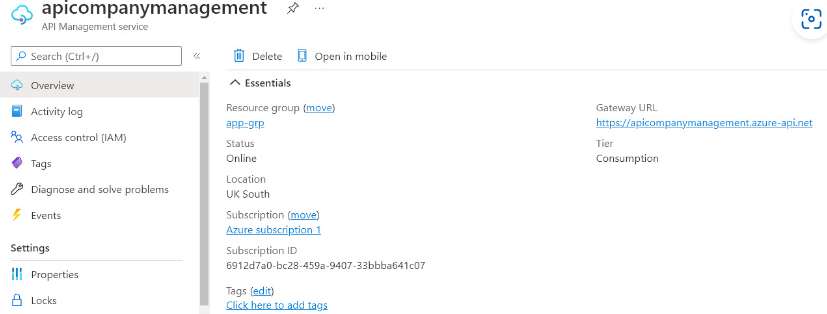 apicompanymanagement
API Management service
Search (Ctrl+/)
Overview
Activity log
Access control (IAM)
Tags
Diagnose and solve problems
Events
Settings
Properties
Locks
Delete
Open in mobile
Essentials
Resource group (move)
app-grp
Status
Online
Location
UK South
Subscription (move)
Azure subscription 1
Subscription ID
6912d7a0-bc28-459a-9407-33bbba641c07
Tags (edit)
Click here to add tags
Gateway URL
https://apicompanymanagement.azure-api.net
Tier
Consumption